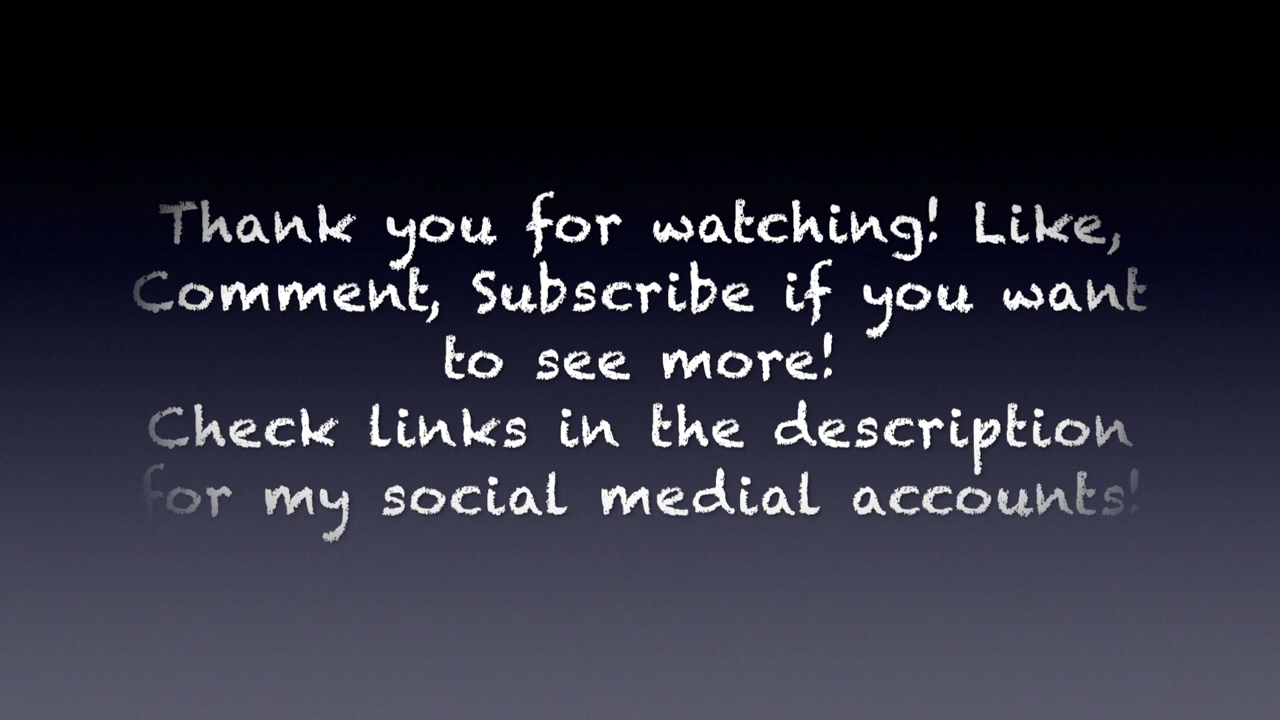 Thank you for watching! Like,
Comment, Subscribe if you want
to see more!
Check links in the description
for my social medial accounts!